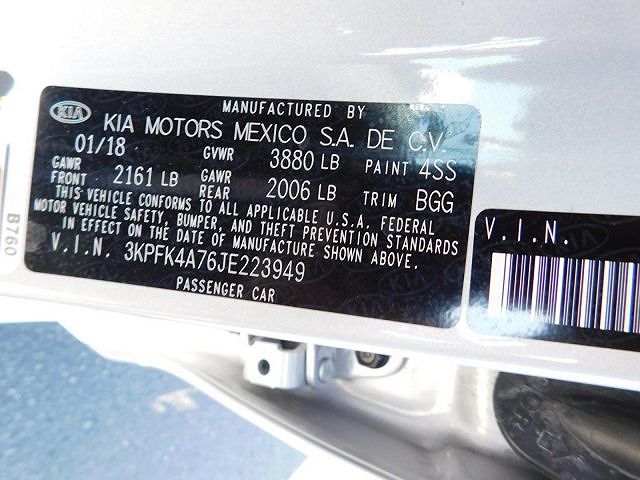 MANUFACTURED BY
KIA KIA MOTORS MEXICO S.A. DE C.V.
01/18 GVWR 3880 LB PAINT 4SS
GAWR FRONT 2161 LB GAWR REAR 2006 LB TRIM BGG
THIS VEHICLE CONFORMS TO ALL APPLICABLE U.S.A. FEDERAL
MOTOR VEHICLE SAFETY, BUMPER, AND THEFT PREVENTION STANDARDS
IN EFFECT ON THE DATE OF MANUFACTURE SHOWN ABOVE.
V.I.N. 3KPFK4A76JE223949
PASSENGER CAR
V.I.N.
B760